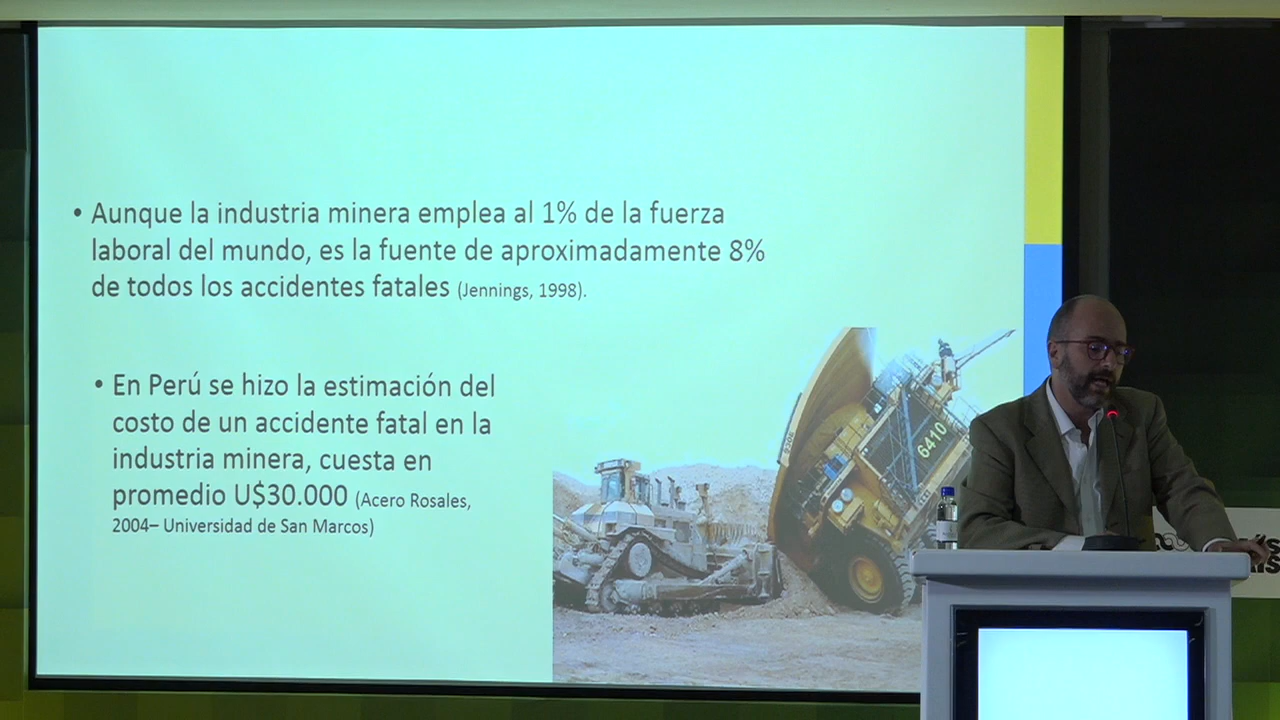 • Aunque la industria minera emplea al 1% de la fuerza
laboral del mundo, es la fuente de aproximadamente 8%
de todos los accidentes fatales (Jennings, 1998).
• En Perú se hizo la estimación del
costo de un accidente fatal en la
industria minera, cuesta en
promedio U$30.000 (Acero Rosales,
2004– Universidad de San Marcos)
6410